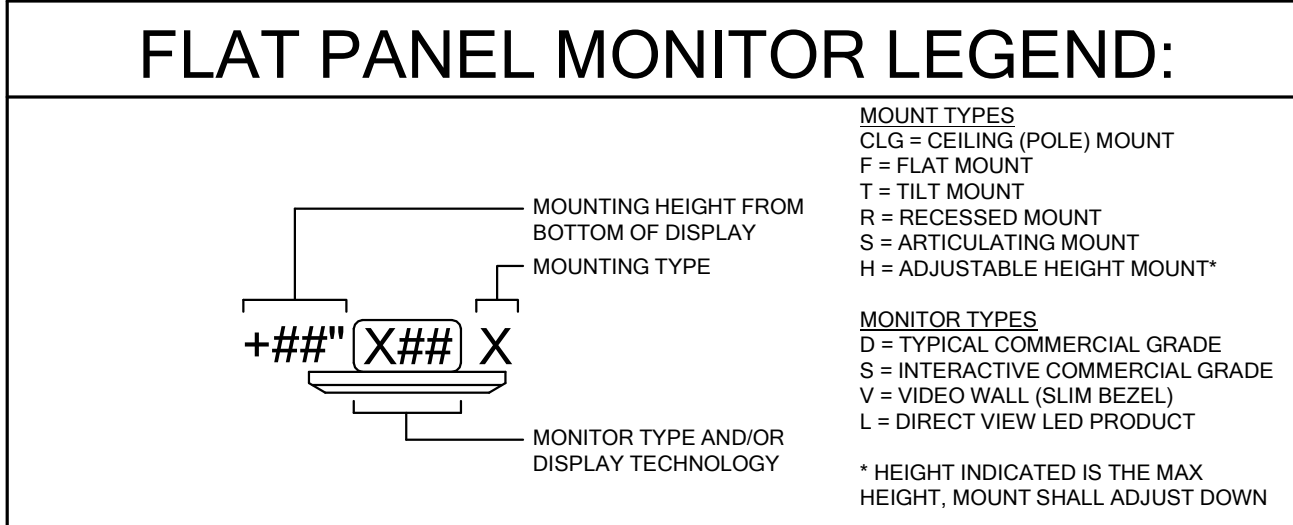 FLAT PANEL MONITOR LEGEND:
MOUNTING HEIGHT FROM
BOTTOM OF DISPLAY
MOUNTING TYPE
+##" X## X
MONITOR TYPE AND/OR
DISPLAY TECHNOLOGY
MOUNT TYPES
CLG = CEILING (POLE) MOUNT
F = FLAT MOUNT
T = TILT MOUNT
R = RECESSED MOUNT
S = ARTICULATING MOUNT
H = ADJUSTABLE HEIGHT MOUNT*
MONITOR TYPES
D = TYPICAL COMMERCIAL GRADE
S = INTERACTIVE COMMERCIAL GRADE
V = VIDEO WALL (SLIM BEZEL)
L = DIRECT VIEW LED PRODUCT
* HEIGHT INDICATED IS THE MAX
HEIGHT, MOUNT SHALL ADJUST DOWN